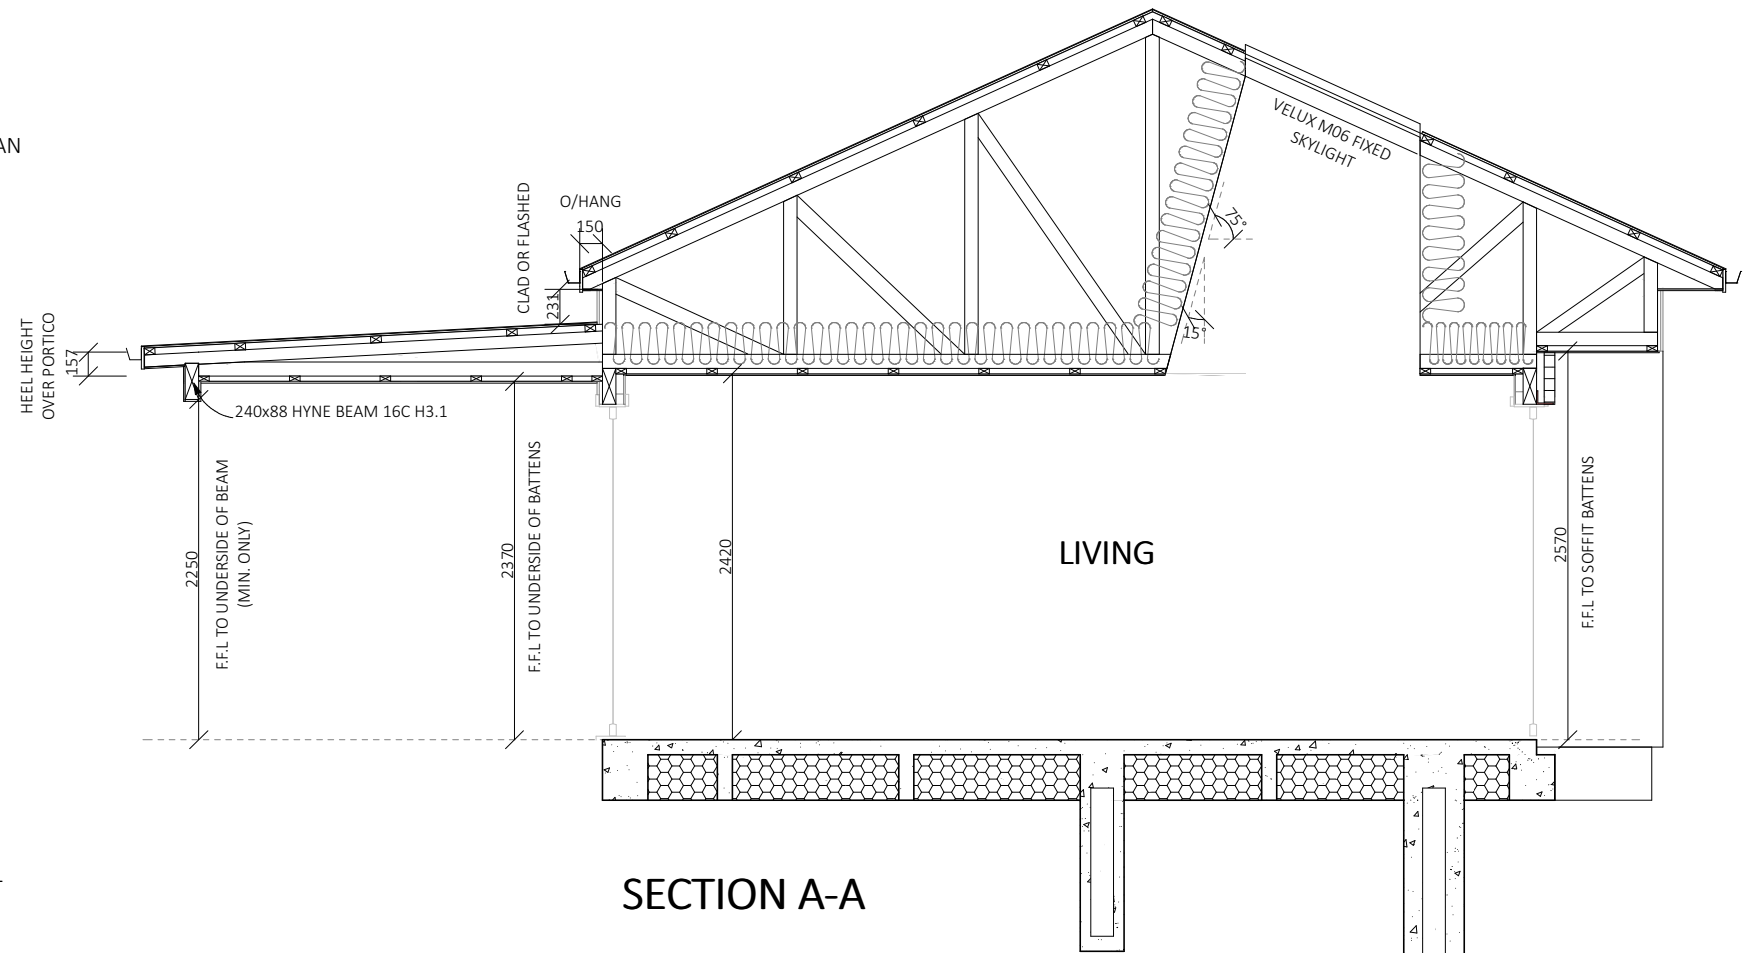 AN
VELUX M06 FIXED
SKYLIGHT
CLAD OR FLASHED
O/HANG
150
75°
231
15°
HEEL HEIGHT
OVER PORTICO
157
240x88 HYNE BEAM 16C H3.1
2250
F.F.L TO UNDERSIDE OF BEAM
(MIN. ONLY)
2370
F.F.L TO UNDERSIDE OF BATTENS
2420
LIVING
2570
F.F.L TO SOFFIT BATTENS
SECTION A-A